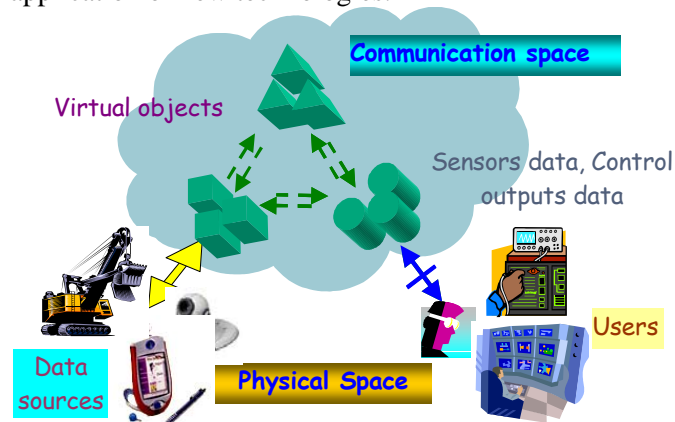 Communication space
Virtual objects
Sensors data, Control
outputs data
Users
Data
sources
Physical Space